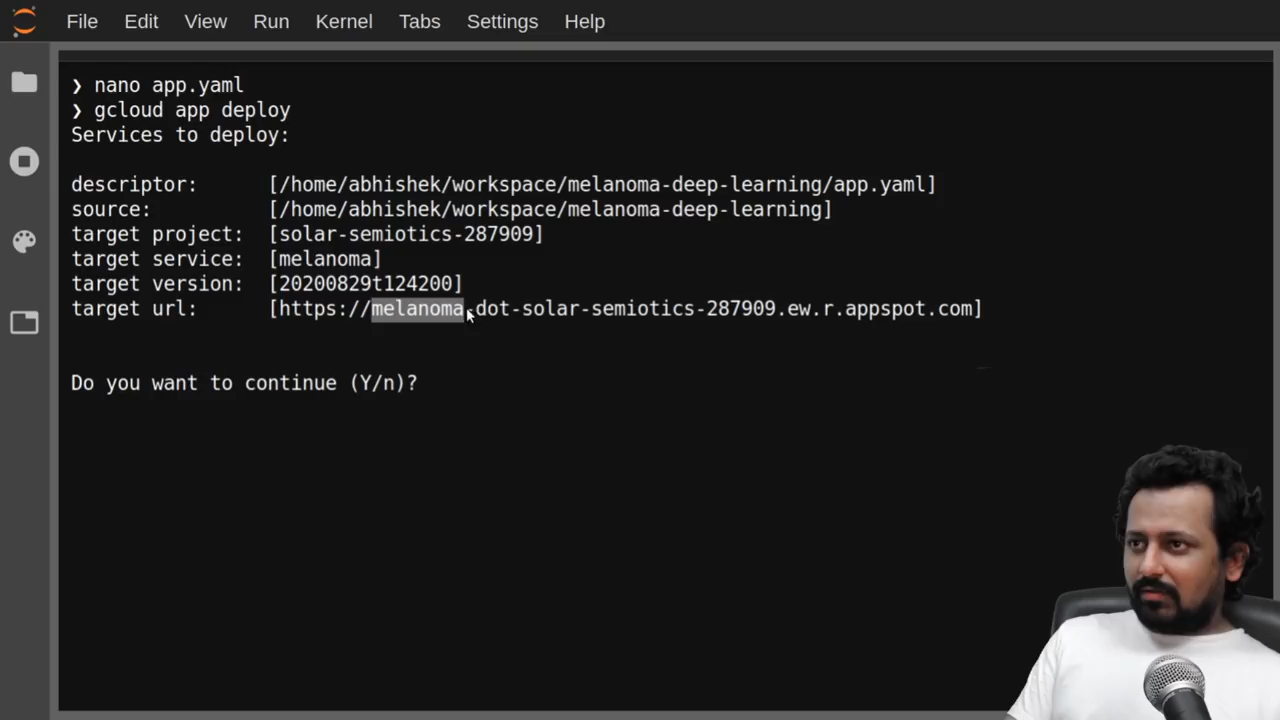 File Edit View Run Kernel Tabs Settings Help
❯ nano app.yaml
❯ gcloud app deploy
Services to deploy:
descriptor: [/home/abhishek/workspace/melanoma-deep-learning/app.yaml]
source: [/home/abhishek/workspace/melanoma-deep-learning]
target project: [solar-semiotics-287909]
target service: [melanoma]
target version: [20200829t124200]
target url: [https://melanoma-dot-solar-semiotics-287909.ew.r.appspot.com]
Do you want to continue (Y/n)?